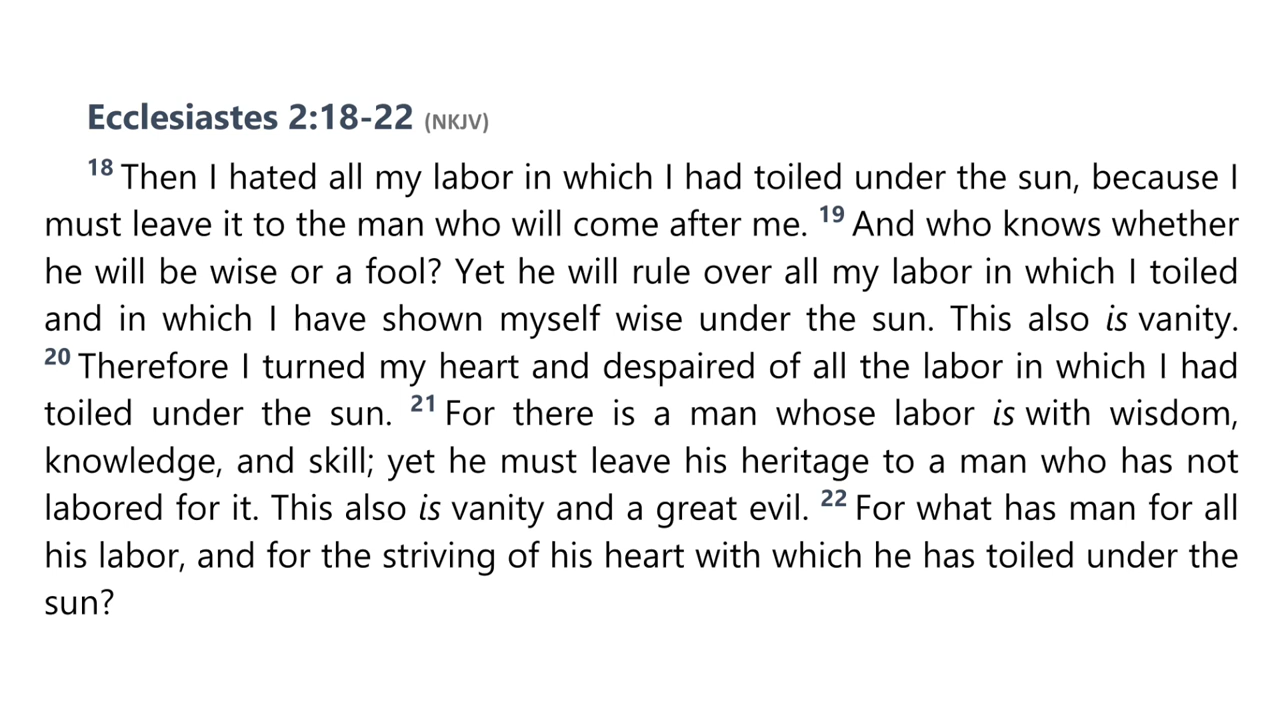 Ecclesiastes 2:18-22 (NKJV)
18 Then I hated all my labor in which I had toiled under the sun, because I
must leave it to the man who will come after me. 19 And who knows whether
he will be wise or a fool? Yet he will rule over all my labor in which I toiled
and in which I have shown myself wise under the sun. This also is vanity.
20 Therefore I turned my heart and despaired of all the labor in which I had
toiled under the sun. 21 For there is a man whose labor is with wisdom,
knowledge, and skill; yet he must leave his heritage to a man who has not
labored for it. This also is vanity and a great evil. 22 For what has man for all
his labor, and for the striving of his heart with which he has toiled under the
sun?